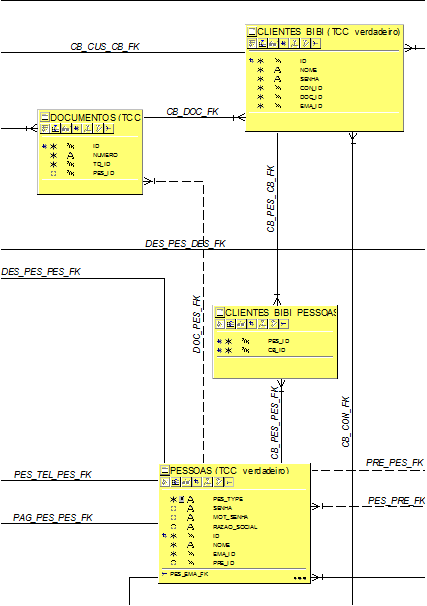 CLIENTES BIBI (TCC verdadeiro)
ID
NOME
SENHA
CON_ID
DOC_ID
EMA_ID
CB_CUS_CB_FK
CB_DOC_FK
DOCUMENTOS (TCC
ID
NUMERO
TD_ID
PES_ID
CB_PES_CB_FK
DES_PES_DES_FK
DES_PES_PES_FK
DOC_PES_FK
CLIENTES BIBI PESSOAS
PES_ID
CB_ID
CB_PES_PES_FK
CB_CON_FK
PESSOAS (TCC verdadeiro)
PES_TYPE
SENHA
MOT_SENHA
RAZAO_SOCIAL
ID
NOME
EMA_ID
PRE_ID
PES_EMA_FK
PES_TEL_PES_FK
PAG_PES_PES_FK
PRE_PES_FK
PES_PRE_FK